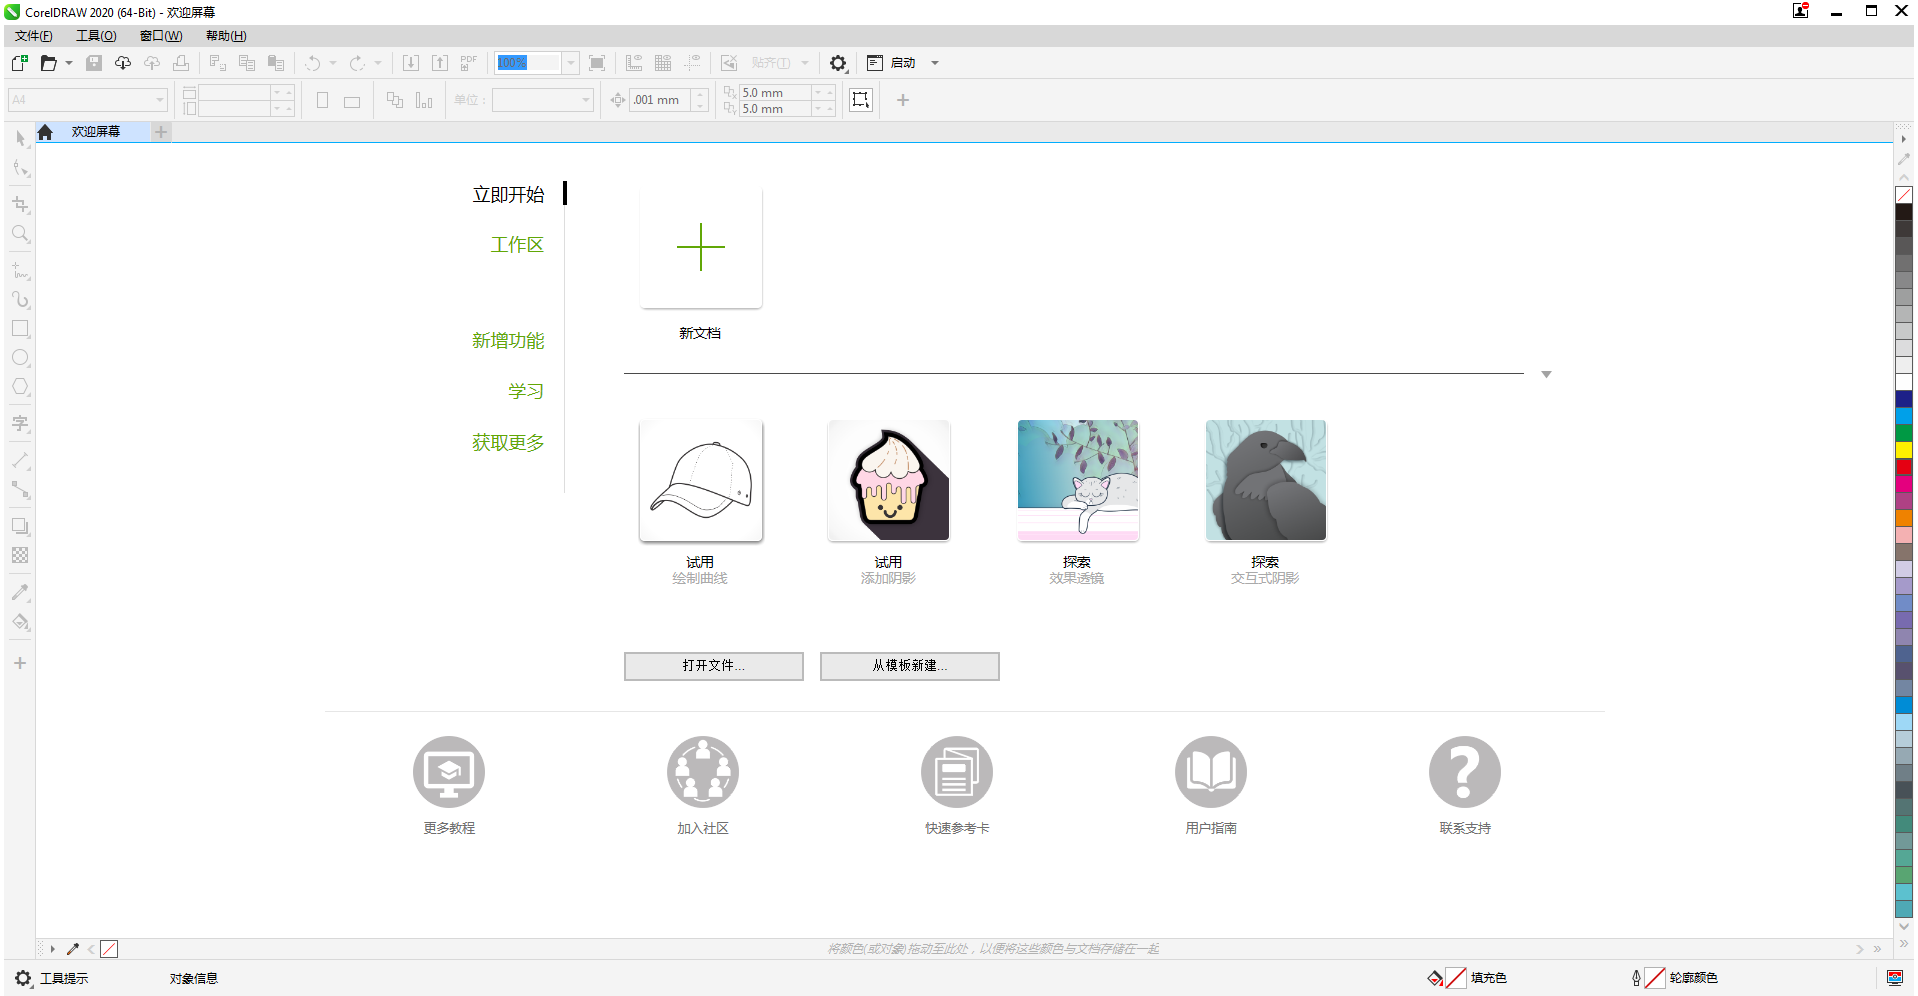 CorelDRAW 2020 (64-Bit) - 欢迎屏幕
文件(F) 工具(O) 窗口(W) 帮助(H)
PDF 100% 贴齐(T) 启动
A4 单位: .001 mm 5.0 mm
5.0 mm
欢迎屏幕
立即开始
工作区
新增功能
学习
获取更多
新文档
试用 试用 探索 探索
绘制曲线 添加阴影 效果透镜 交互式阴影
打开文件... 从模板新建...
更多教程 加入社区 快速参考卡 用户指南 联系支持
将颜色(或对象)拖动至此处，以便将这些颜色与文档存储在一起
工具提示 对象信息 填充色 轮廓颜色